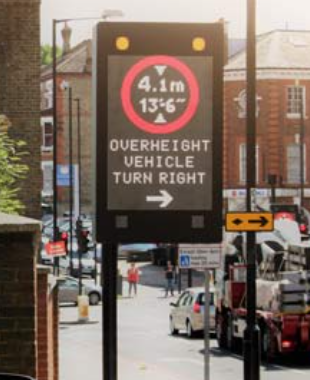 4.1m
13'6"
OVERHEIGHT
VEHICLE
TURN RIGHT